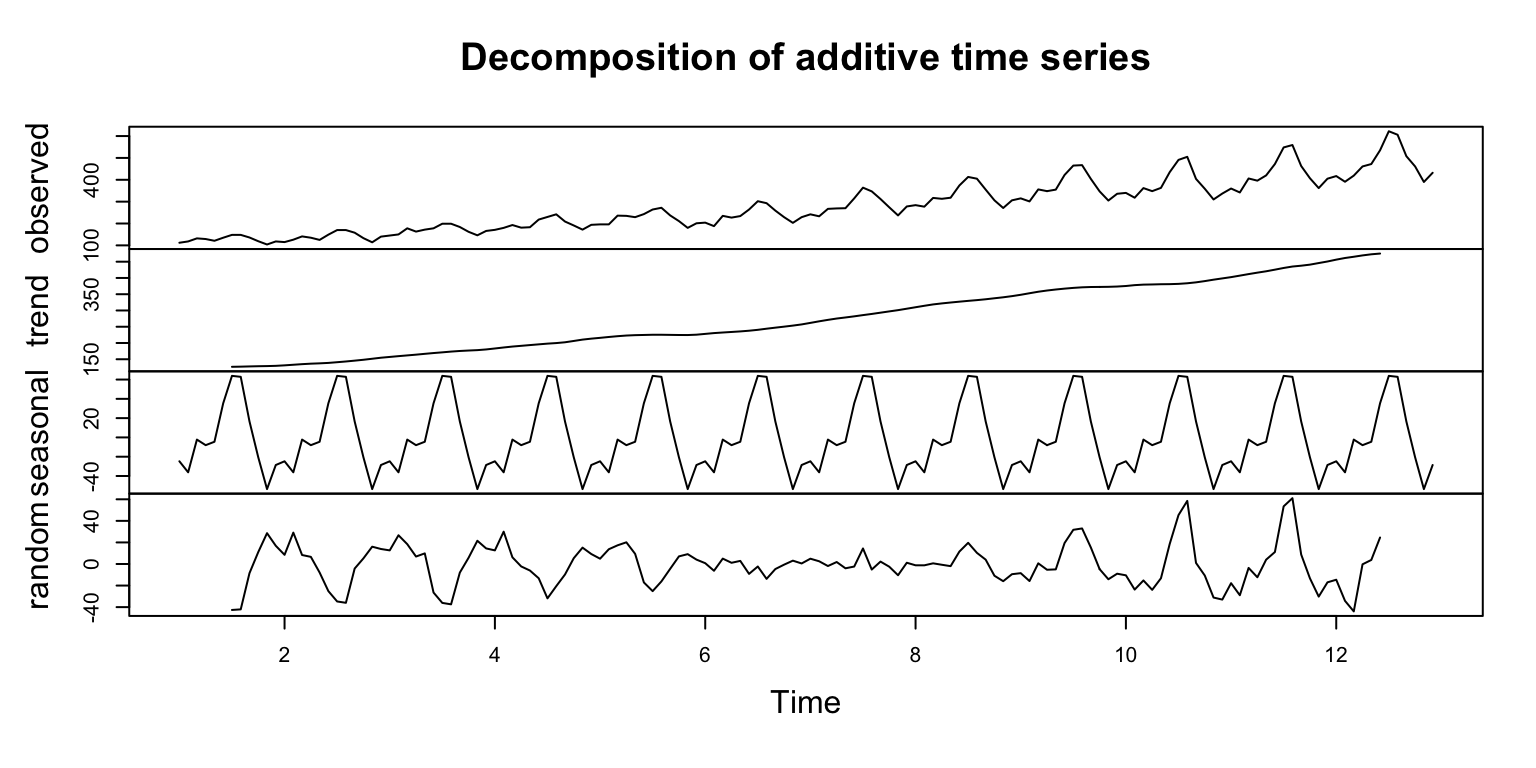 Decomposition of additive time series
observed
100 400
trend
150 350
seasonal
-40 20
random
-40 0 40
2 4 6 8 10 12
Time